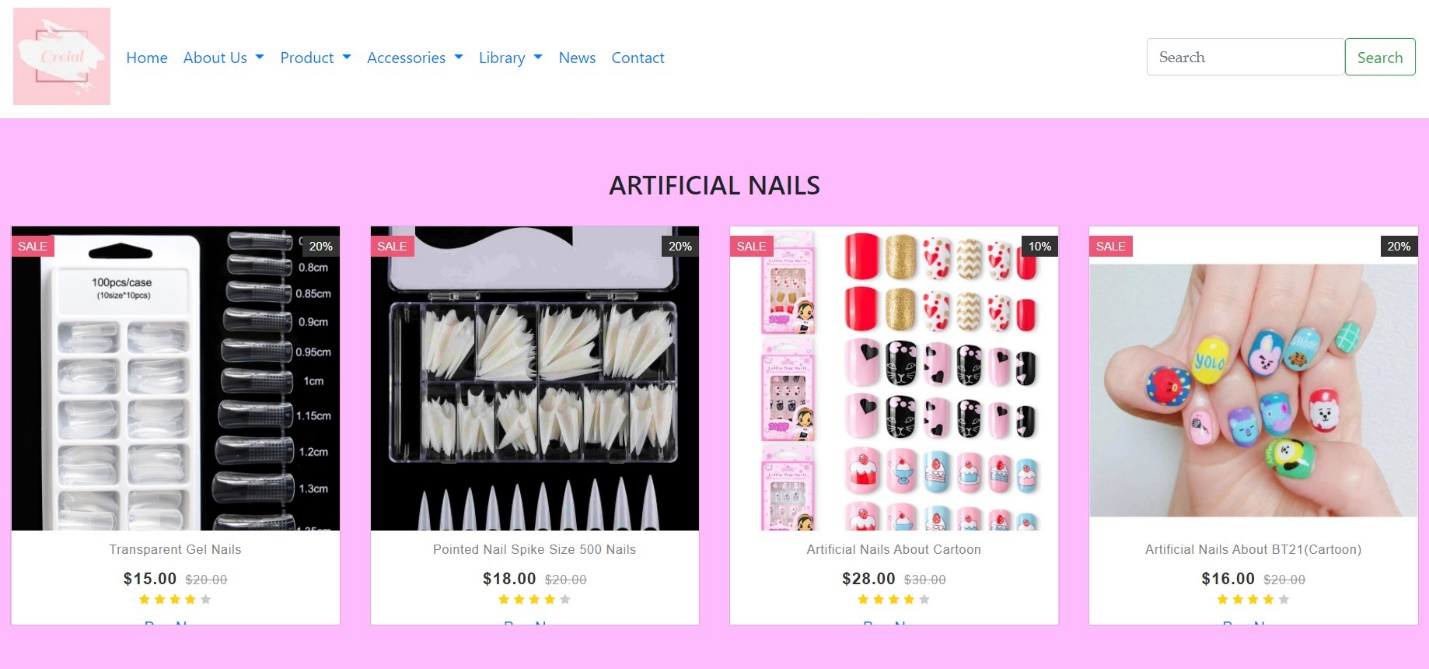 Creial
Home About Us Product Accessories Library News Contact
Search Search
ARTIFICIAL NAILS
SALE 20%
100pcs/case
(10size*10pcs)
0.8cm
0.85cm
0.9cm
0.95cm
1cm
1.15cm
1.2cm
1.3cm
Transparent Gel Nails
$15.00 $20.00
SALE 20%
Pointed Nail Spike Size 500 Nails
$18.00 $20.00
SALE 10%
Artificial Nails About Cartoon
$28.00 $30.00
SALE 20%
YOLO
Artificial Nails About BT21(Cartoon)
$16.00 $20.00